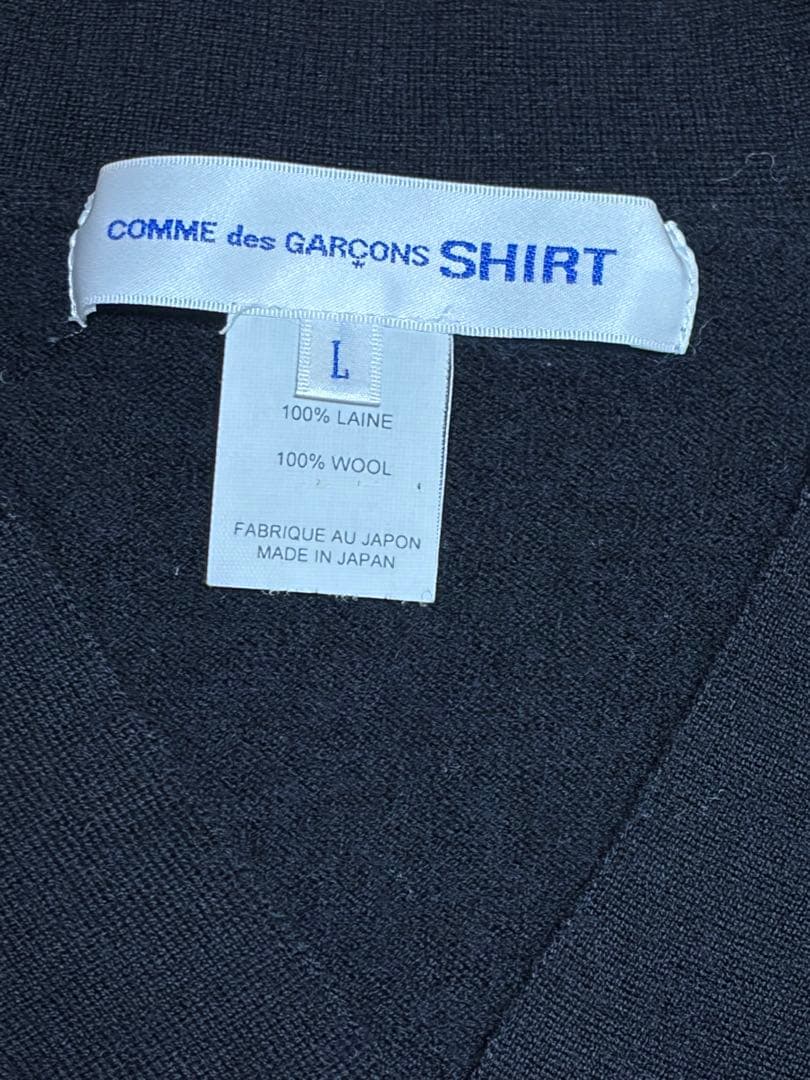 COMME des GARÇONS SHIRT
L
100% LAINE
100% WOOL
FABRIQUE AU JAPON
MADE IN JAPAN